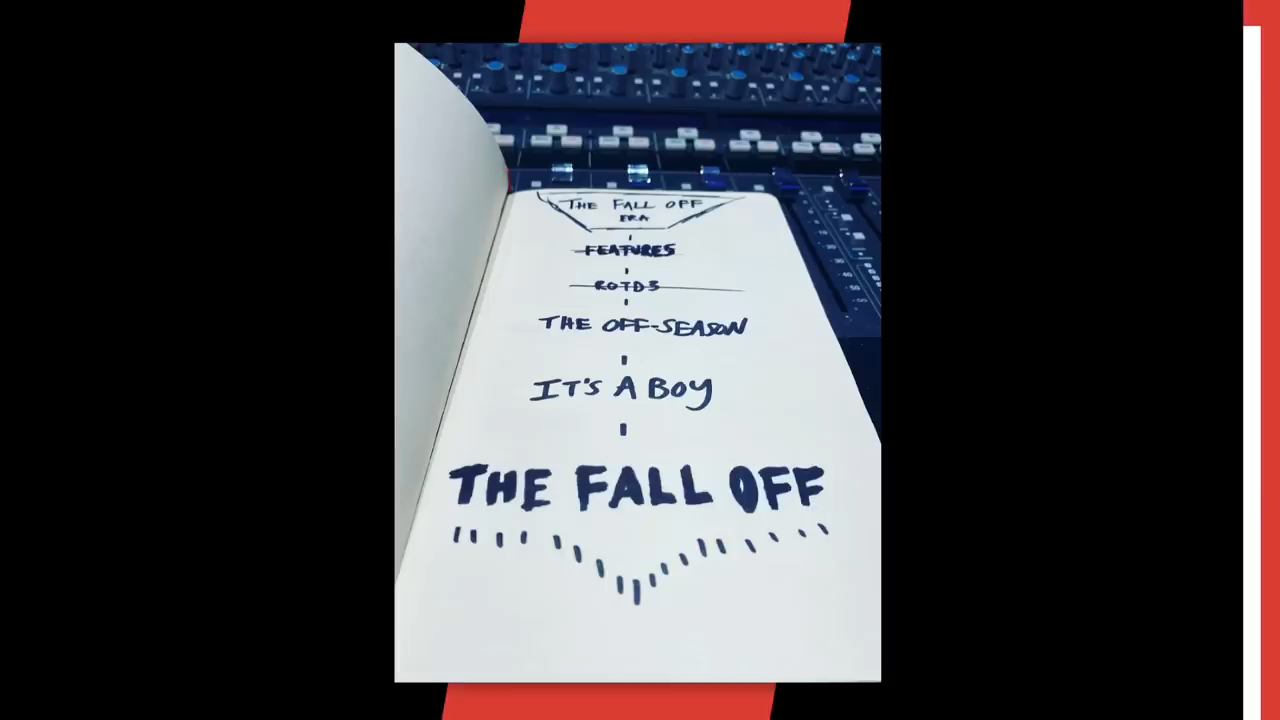 THE FALL OFF
ERA
FEATURES
ROTD3
THE OFF-SEASON
IT'S A BOY
THE FALL OFF